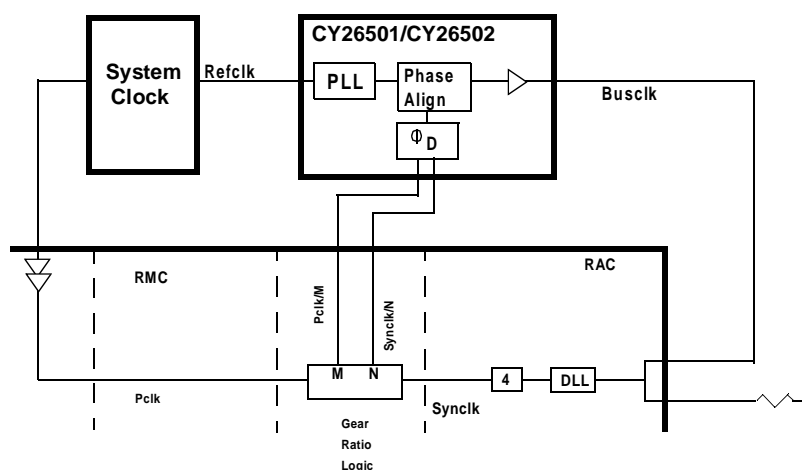 CY26501/CY26502
System
Clock
Refclk
PLL
Phase
Align
Busclk
Φ D
RMC
RAC
Pclk/M
Synclk/N
M N
4
DLL
Pclk
Synclk
Gear
Ratio
Logic